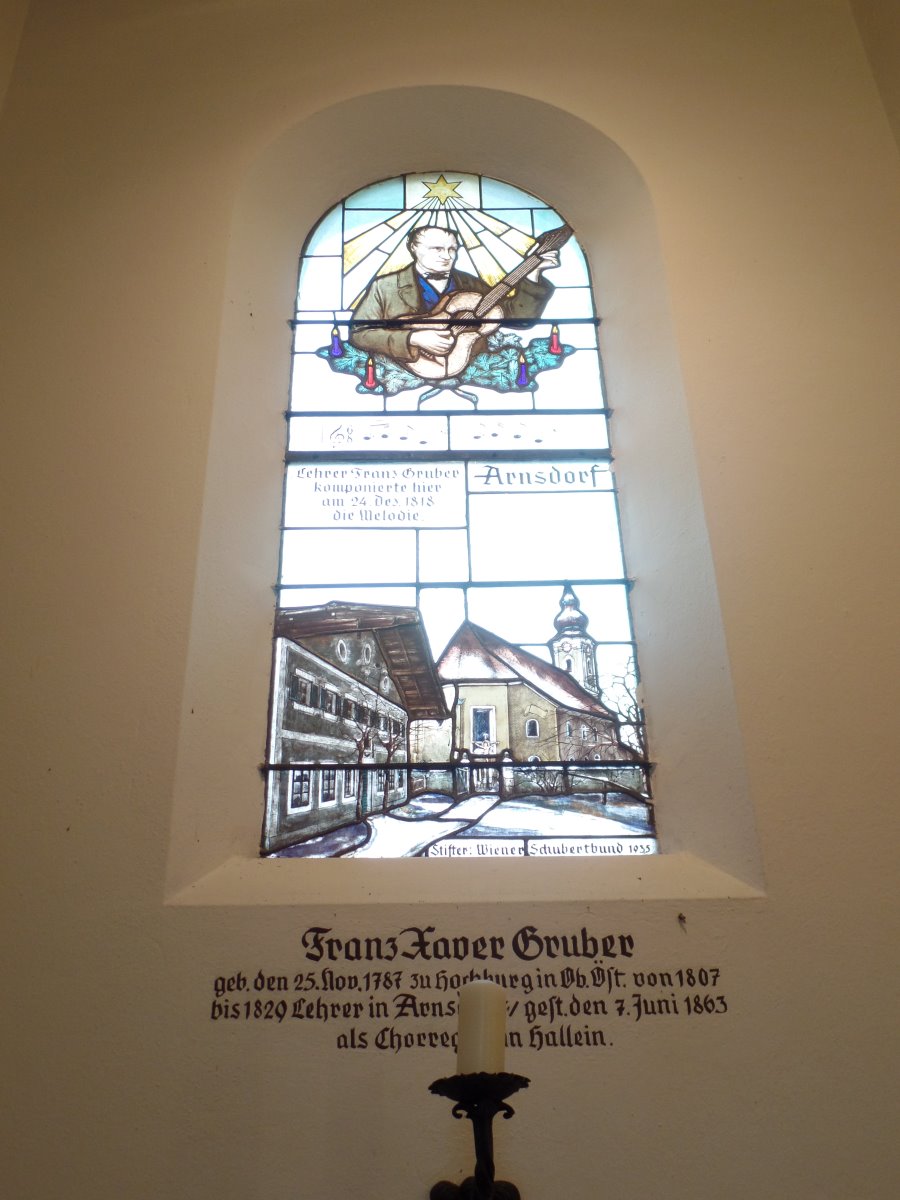 Lehrer Franz Gruber
komponierte hier
am 24. Dez. 1818
die Melodie.
Arnsdorf
Stifter: Wiener Schubertbund 1935
Franz Xaver Gruber
geb. den 25. Nov. 1787 zu Hochburg in Ob. Öst. von 1807
bis 1829 Lehrer in gest. den 7. Juni 1863
als in Hallein.